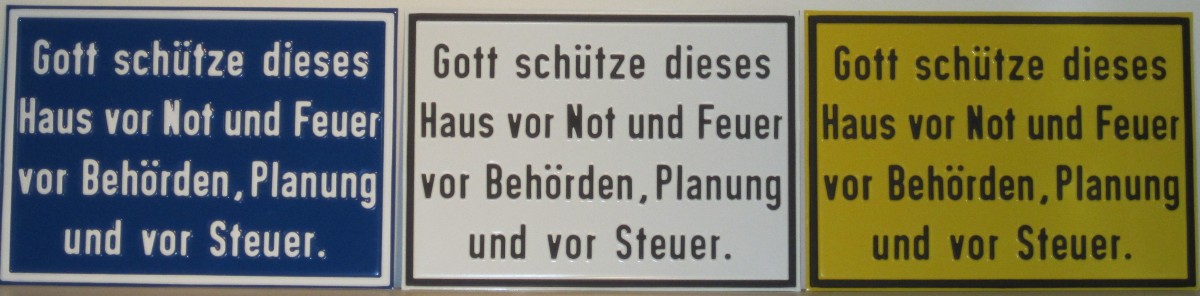 Gott schütze dieses
Haus vor Not und Feuer
vor Behörden, Planung
und vor Steuer.
Gott schütze dieses
Haus vor Not und Feuer
vor Behörden, Planung
und vor Steuer.
Gott schütze dieses
Haus vor Not und Feuer
vor Behörden, Planung
und vor Steuer.